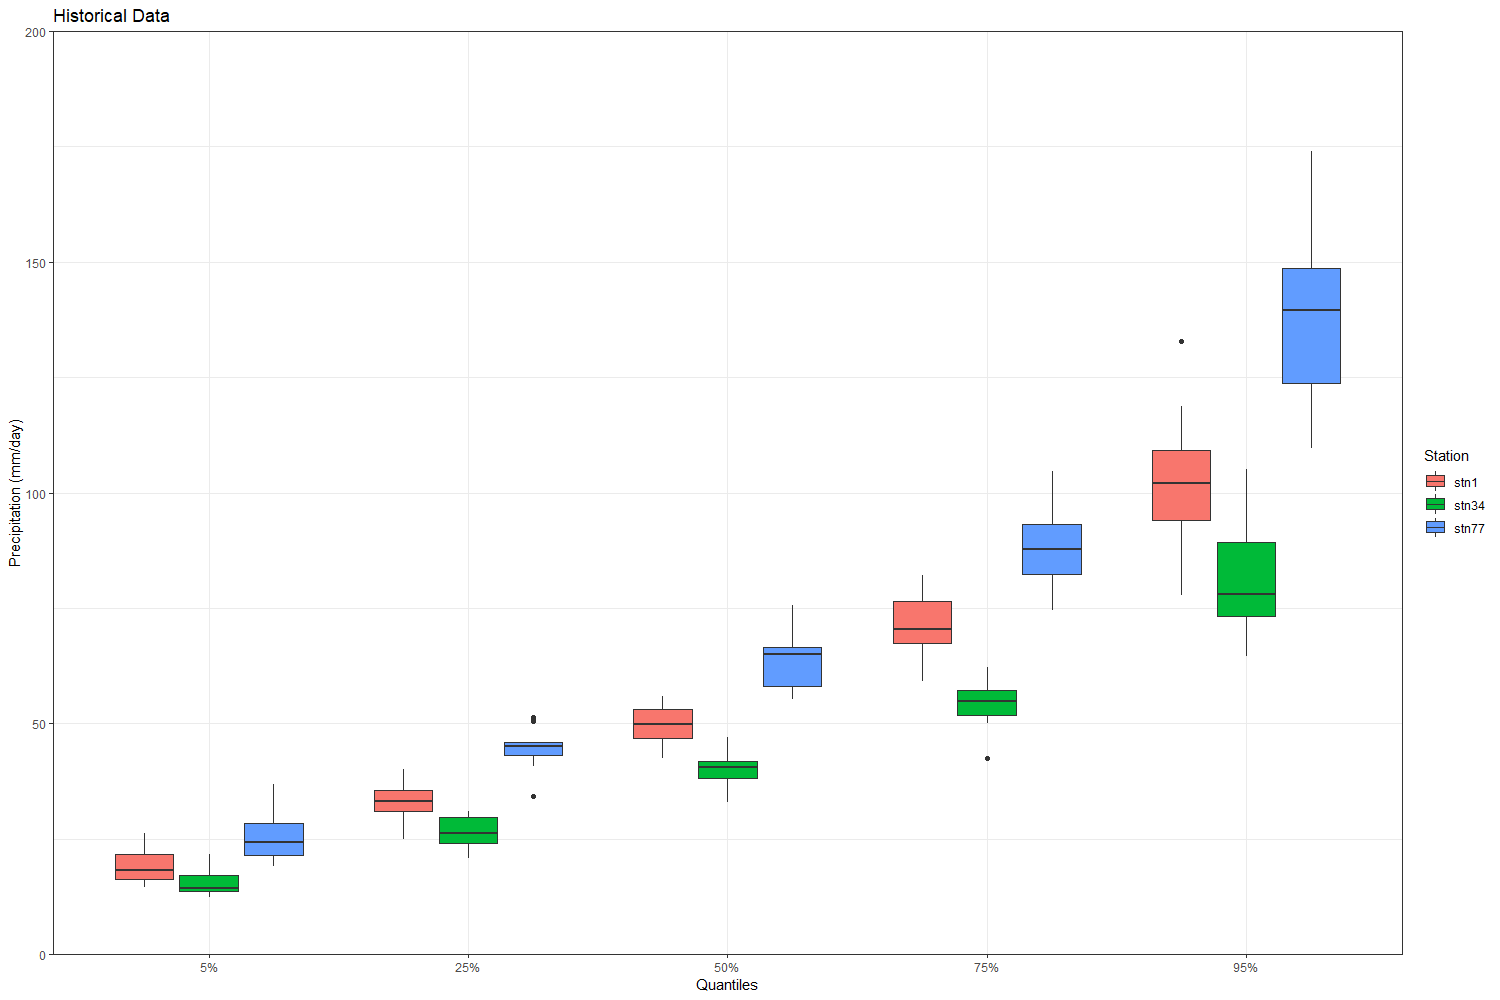 Historical Data
200
150
100
50
0
Precipitation (mm/day)
5% 25% 50% 75% 95%
Quantiles
Station
stn1
stn34
stn77